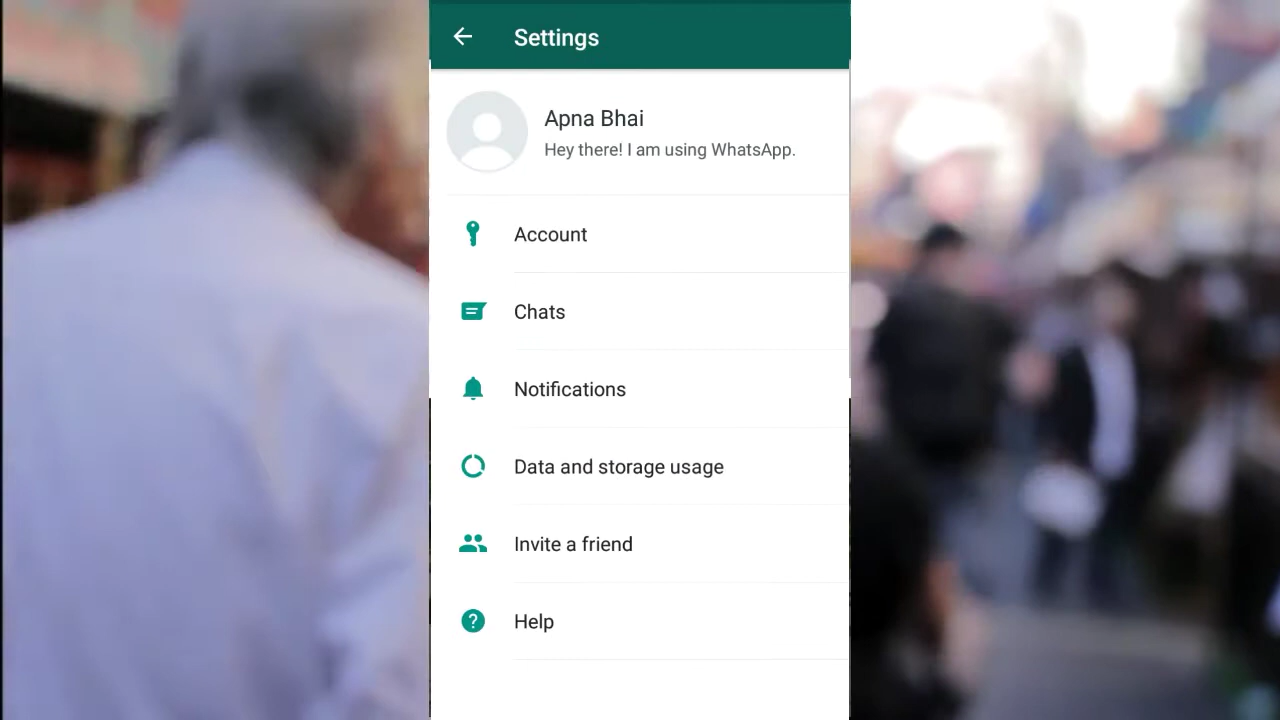 Settings
Apna Bhai
Hey there! I am using WhatsApp.
Account
Chats
Notifications
Data and storage usage
Invite a friend
Help